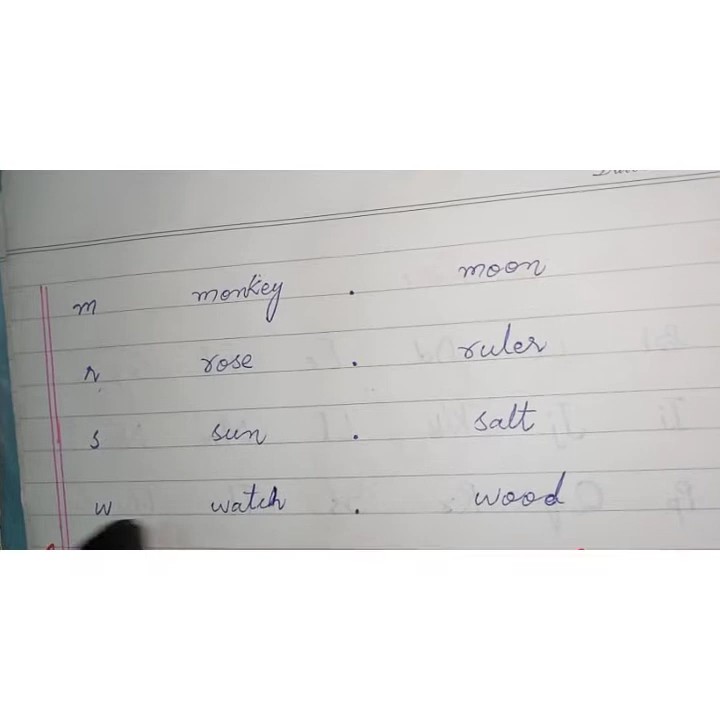 m monkey . moon
r rose . ruler
s sun . salt
w watch . wood